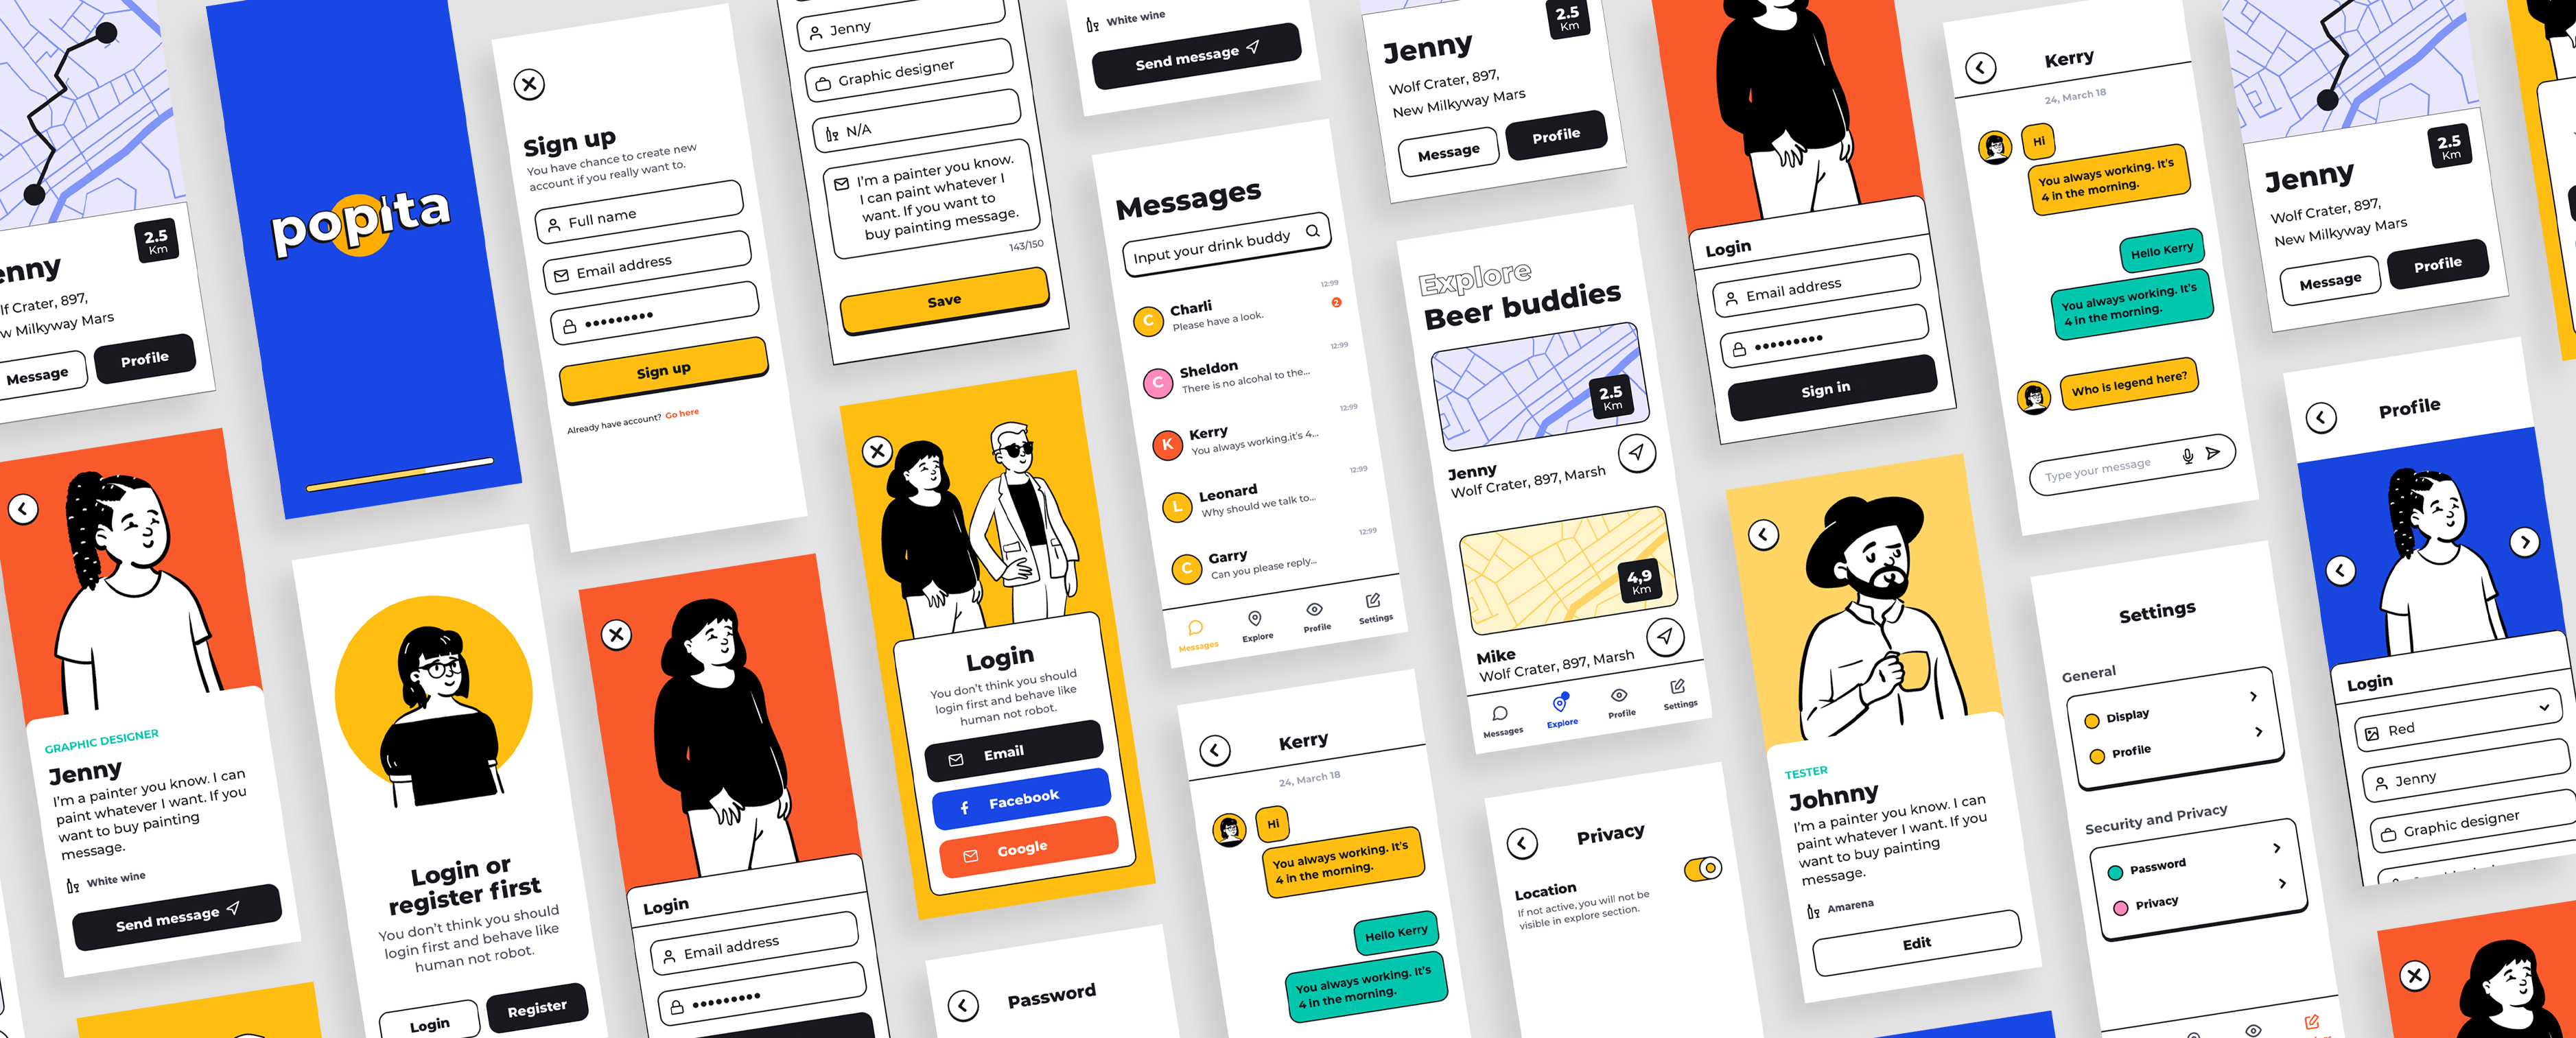 2.5
Km
enny
lf Crater, 897,
w Milkyway Mars
Message
Profile
GRAPHIC DESIGNER
Jenny
I'm a painter you know. I can
paint whatever I want. If you
want to buy painting
message.
White wine
Send message
popita
Login or
register first
You don't think you should
login first and behave like
human not robot.
Login
Register
Sign up
You have chance to create new
account if you really want to.
Full name
Email address
Sign up
Already have account? Go here
Login
Email address
Jenny
Graphic designer
N/A
I'm a painter you know.
I can paint whatever I
want. If you want to
buy painting message.
143/150
Save
Login
You don't think you should
login first and behave like
human not robot.
Email
Facebook
Google
Password
White wine
Send message
Messages
Input your drink buddy
Charli
12:99
Please have a look.
2
Sheldon
12:99
There is no alcohal to the...
Kerry
12:99
You always working.it's 4...
Leonard
12:99
Why should we talk to...
Garry
12:99
Can you please reply...
C
C
K
L
C
Messages
Explore
Profile
Settings
Kerry
24, March 18
Hi
You always working. It's
4 in the morning.
Hello Kerry
You always working. It's
4 in the morning.
Jenny
2.5
Km
Wolf Crater, 897,
New Milkyway Mars
Message
Profile
Explore
Beer buddies
2.5
Km
Jenny
Wolf Crater, 897, Marsh
4,9
Km
Mike
Wolf Crater, 897, Marsh
Messages
Explore
Profile
Settings
Privacy
Location
If not active, you will not be
visible in explore section.
Login
Email address
Sign in
TESTER
Johnny
I'm a painter you know. I can
paint whatever I want. If you
want to buy painting
message.
Amarena
Edit
Kerry
24, March 18
Hi
You always working. It's
4 in the morning.
Hello Kerry
You always working. It's
4 in the morning.
Who is legend here?
Type your message
Settings
General
Display
Profile
Security and Privacy
Password
Privacy
2.5
Km
Jenny
Wolf Crater, 897,
New Milkyway Mars
Message
Profile
Profile
Login
Red
Jenny
Graphic designer